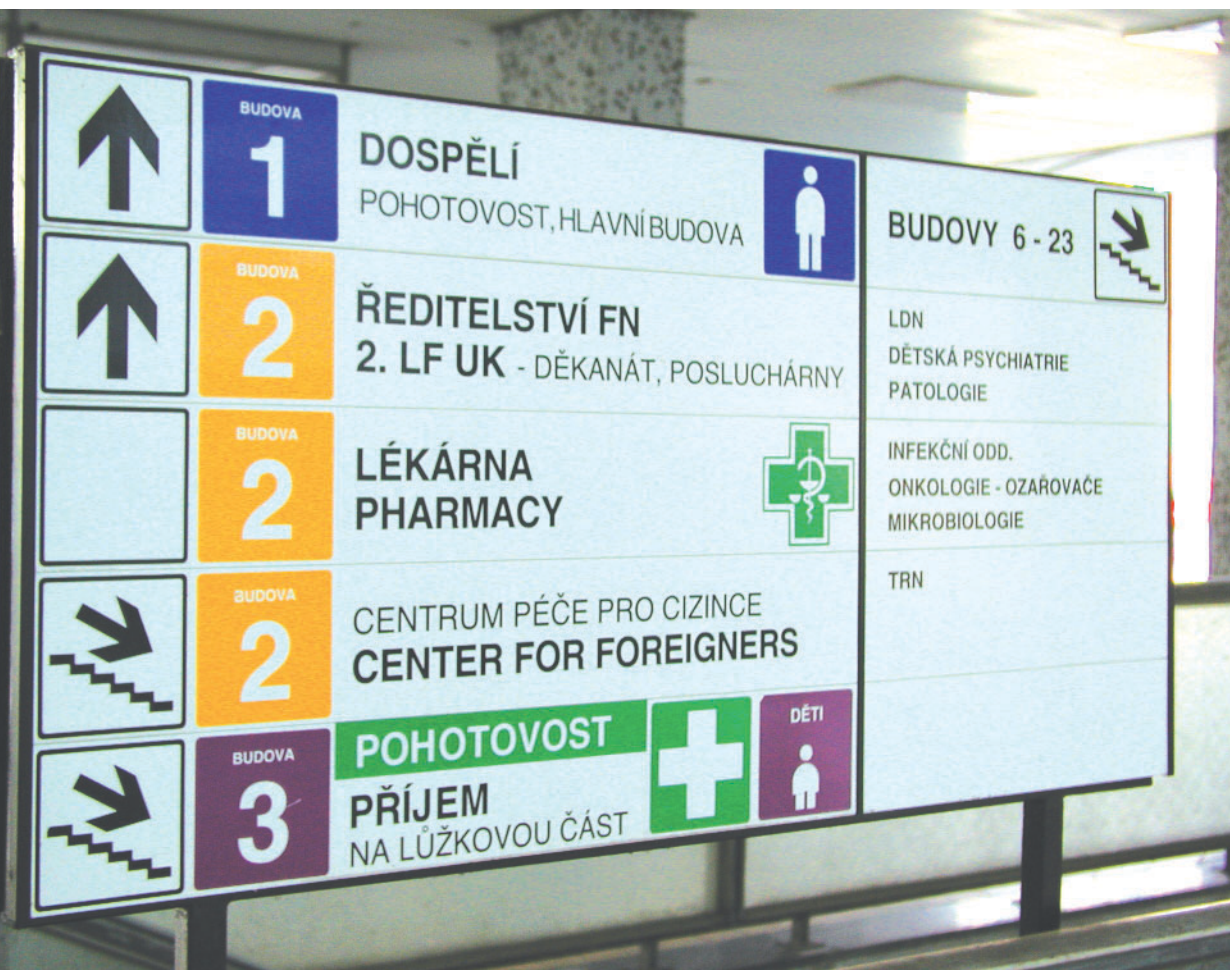 BUDOVA
1
DOSPĚLÍ
POHOTOVOST, HLAVNÍ BUDOVA
BUDOVA
2
ŘEDITELSTVÍ FN
2. LF UK - DĚKANÁT, POSLUCHÁRNY
BUDOVA
2
LÉKÁRNA
PHARMACY
BUDOVA
2
CENTRUM PÉČE PRO CIZINCE
CENTER FOR FOREIGNERS
BUDOVA
3
POHOTOVOST
PŘÍJEM
NA LŮŽKOVOU ČÁST
DĚTI
BUDOVY 6 - 23
LDN
DĚTSKÁ PSYCHIATRIE
PATOLOGIE
INFEKČNÍ ODD.
ONKOLOGIE - OZAŘOVAČE
MIKROBIOLOGIE
TRN